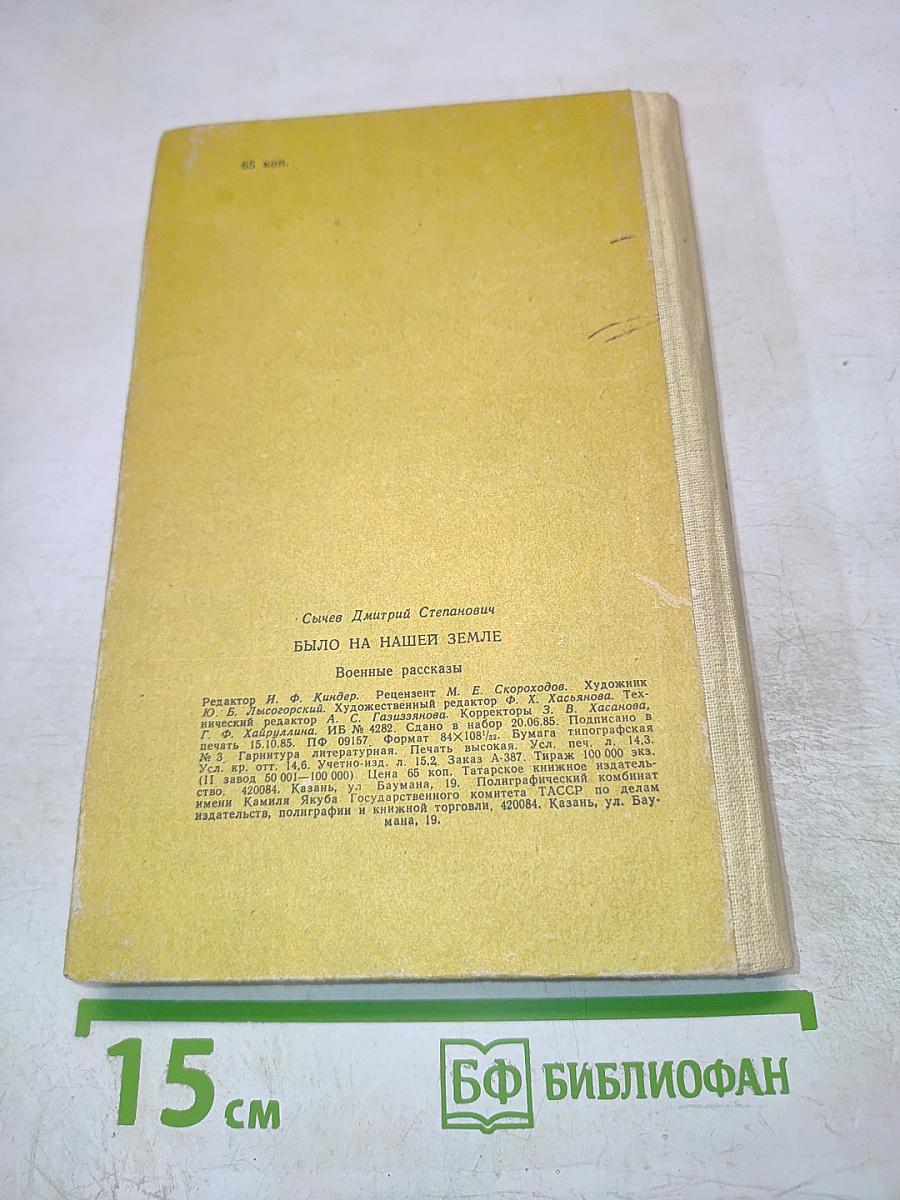 65 коп.
Сычев Дмитрий Степанович
БЫЛО НА НАШЕЙ ЗЕМЛЕ
Военные рассказы
Редактор И. Ф. Киндер. Рецензент М. Е. Скороходов. Художник
Ю. Б. Лысогорский. Художественный редактор Ф. Х. Хасьянова. Тех-
нический редактор А. С. Газиззянова. Корректоры З. В. Хасанова,
Г. Ф. Хайруллина. ИБ № 4282. Сдано в набор 20.06.85. Подписано в
печать 15.10.85. ПФ 09157. Формат 84×108¹/₃₂. Бумага типографская
№ 3 Гарнитура литературная. Печать высокая. Усл. печ. л. 14,3.
Усл. кр. отт. 14,6. Учетно-изд. л. 15,2. Заказ А-387. Тираж 100 000 экз.
(II завод 50 001—100 000) Цена 65 коп. Татарское книжное издатель-
ство. 420084. Казань, ул Баумана, 19. Полиграфический комбинат
имени Камиля Якуба Государственного комитета ТАССР по делам
издательств, полиграфии и книжной торговли, 420084. Казань, ул. Бау-
мана, 19.
15 см
БФ БИБЛИОФАН